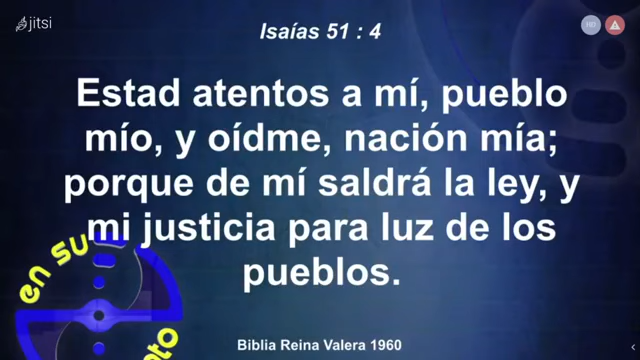 jitsi
HD
Isaías 51 : 4
Estad atentos a mí, pueblo
mío, y oídme, nación mía;
porque de mí saldrá la ley, y
mi justicia para luz de los
pueblos.
en su
Biblia Reina Valera 1960